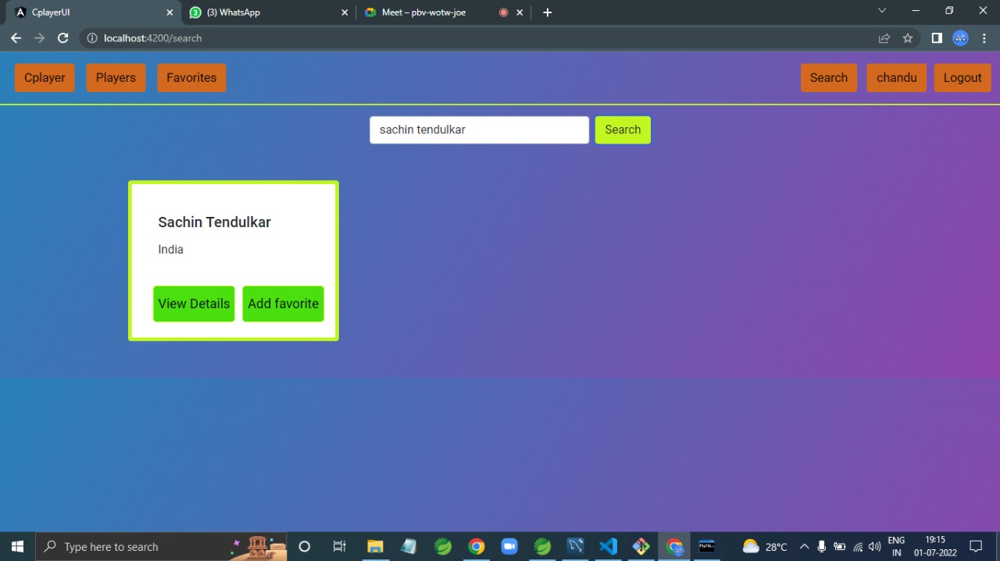 CplayerUI
(3) WhatsApp
Meet – pbv-wotw-joe
localhost:4200/search
Cplayer Players Favorites Search chandu Logout
sachin tendulkar Search
Sachin Tendulkar
India
View Details Add favorite
Type here to search
28°C
ENG
IN
19:15
01-07-2022